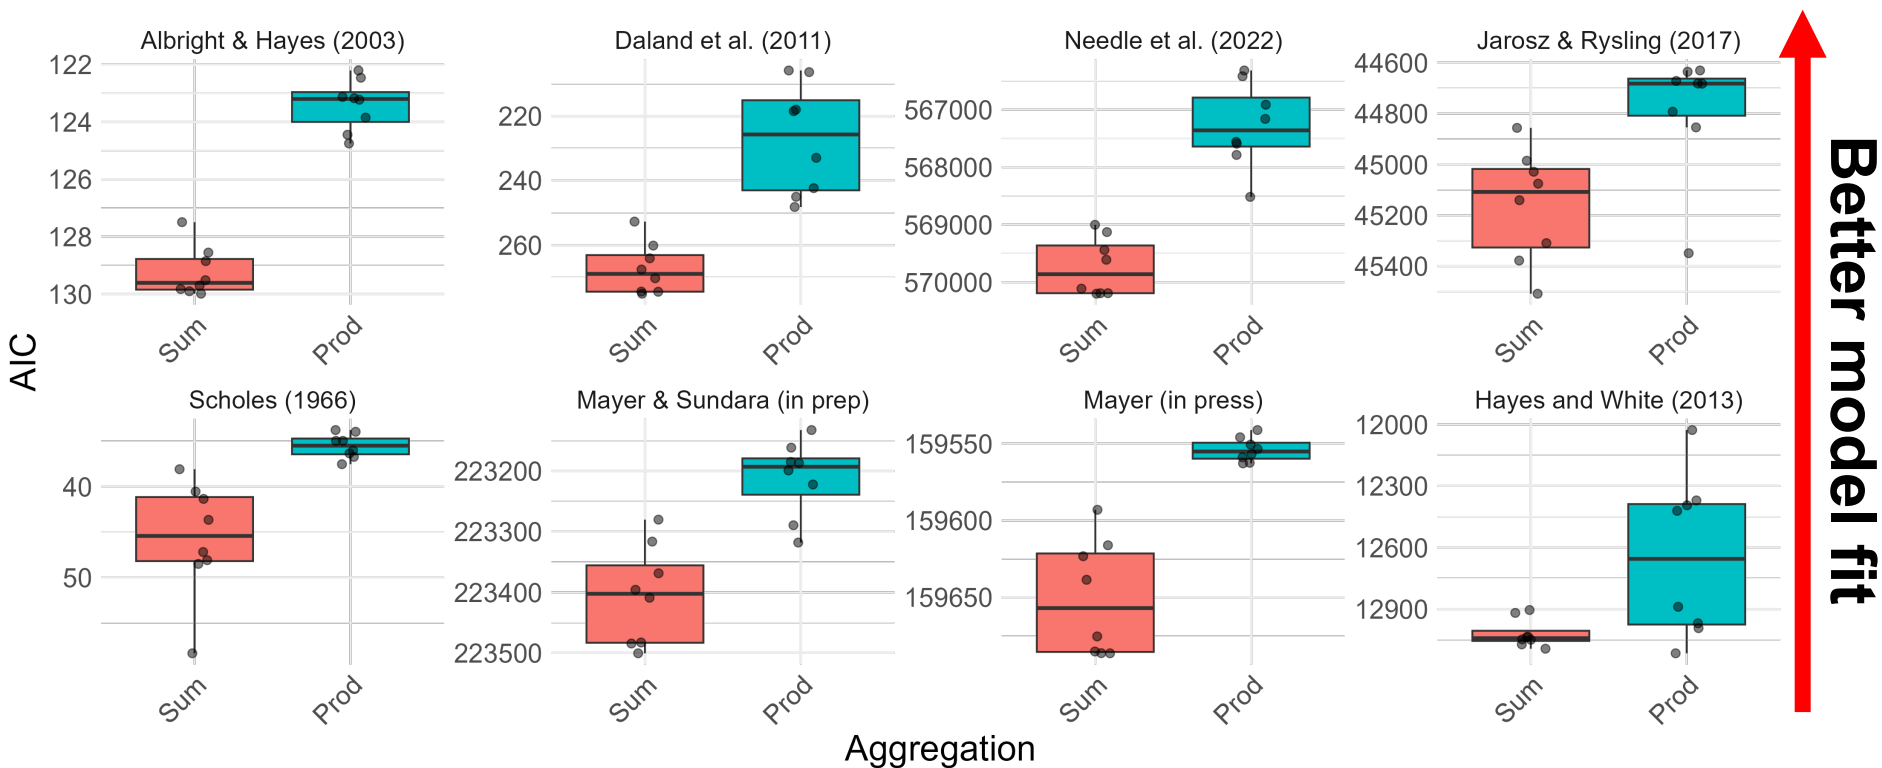 Albright & Hayes (2003)
Daland et al. (2011)
Needle et al. (2022)
Jarosz & Rysling (2017)
122
124
126
128
130
220
240
260
567000
568000
569000
570000
44600
44800
45000
45200
45400
Sum
Prod
Sum
Prod
Sum
Prod
Sum
Prod
AIC
Scholes (1966)
Mayer & Sundara (in prep)
Mayer (in press)
Hayes and White (2013)
40
50
223200
223300
223400
223500
159550
159600
159650
12000
12300
12600
12900
Sum
Prod
Sum
Prod
Sum
Prod
Sum
Prod
Aggregation
Better model fit